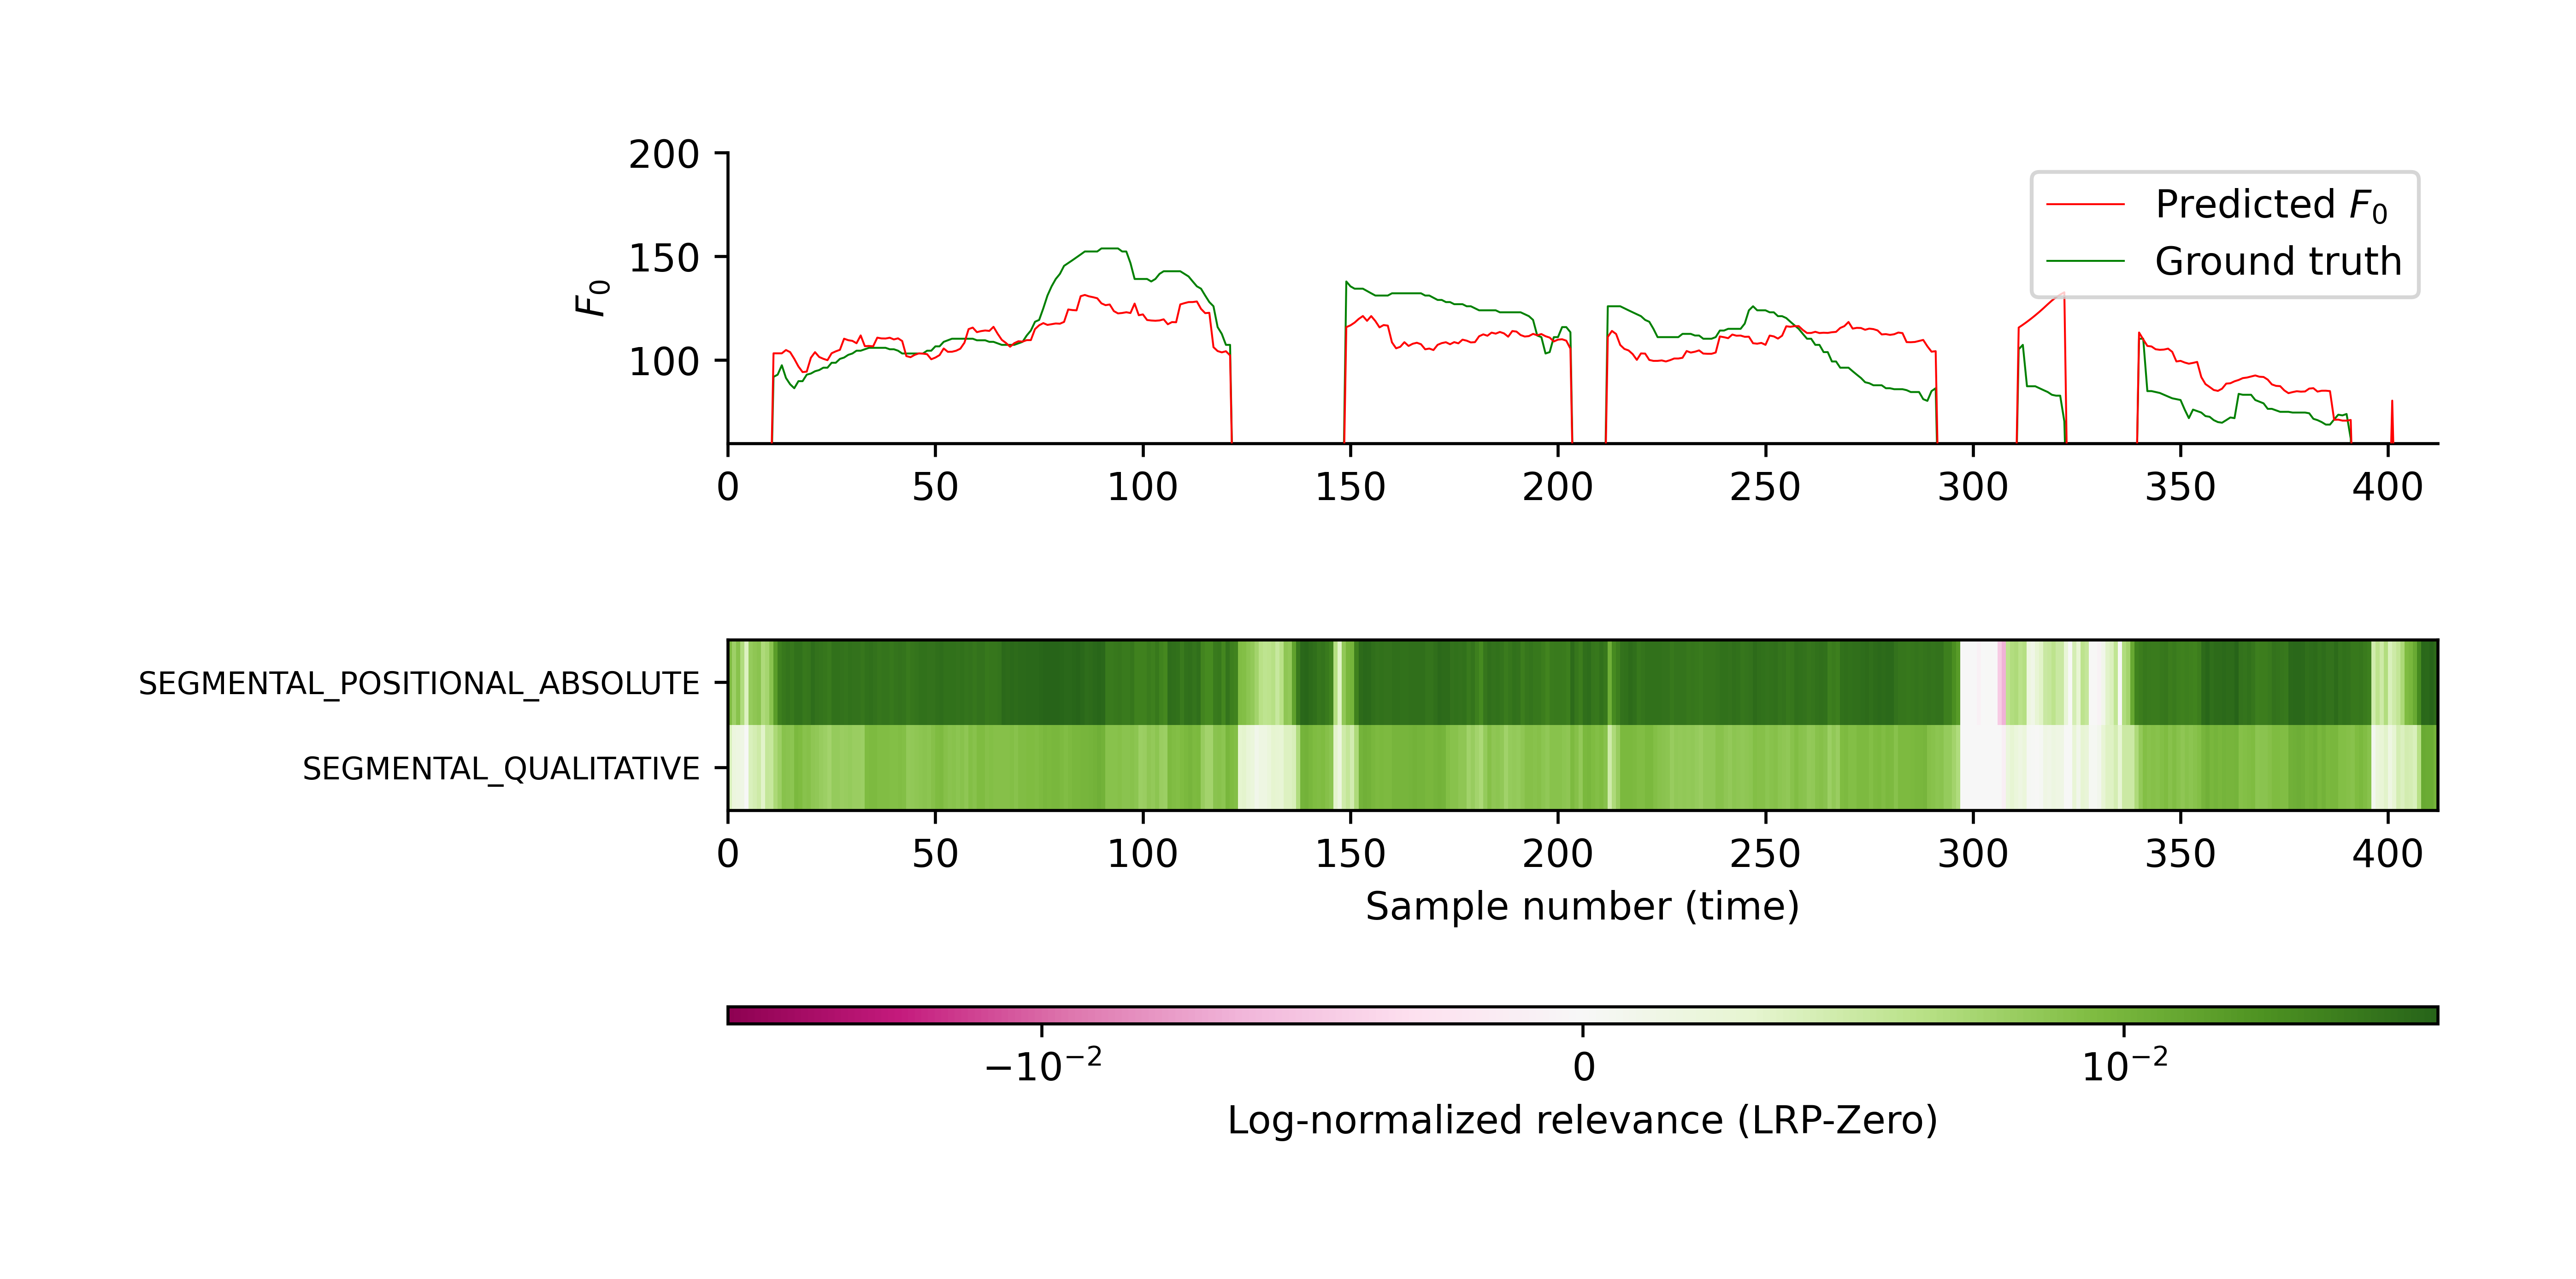 200
150
100
F₀
Predicted F₀
Ground truth
0 50 100 150 200 250 300 350 400
SEGMENTAL_POSITIONAL_ABSOLUTE
SEGMENTAL_QUALITATIVE
0 50 100 150 200 250 300 350 400
Sample number (time)
−10⁻² 0 10⁻²
Log-normalized relevance (LRP-Zero)